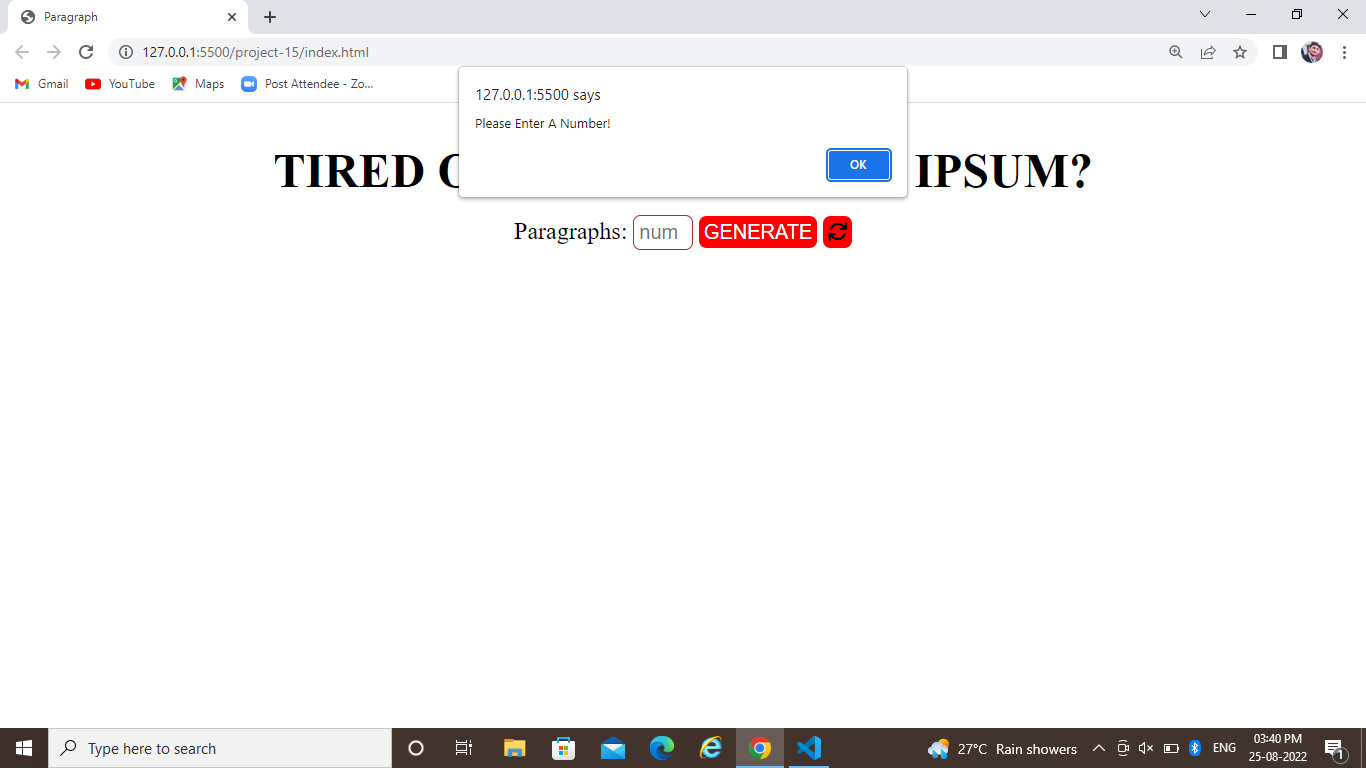 Paragraph
127.0.0.1:5500/project-15/index.html
Gmail YouTube Maps Post Attendee - Zo...
127.0.0.1:5500 says
Please Enter A Number!
OK
TIRED IPSUM?
Paragraphs: num GENERATE
Type here to search
27°C Rain showers
ENG
03:40 PM
25-08-2022
1